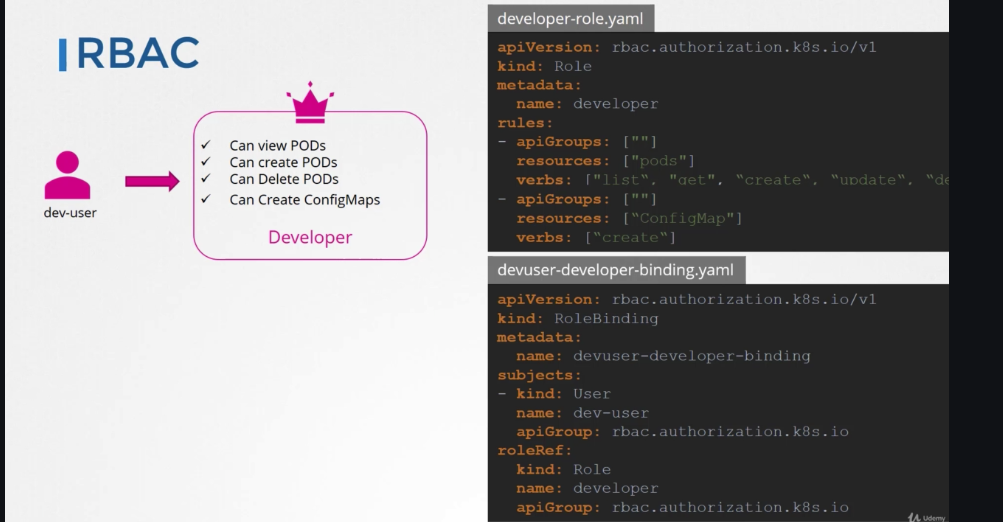 RBAC
dev-user
✓ Can view PODs
✓ Can create PODs
✓ Can Delete PODs
✓ Can Create ConfigMaps
Developer
developer-role.yaml
apiVersion: rbac.authorization.k8s.io/v1
kind: Role
metadata:
  name: developer
rules:
- apiGroups: [""]
  resources: ["pods"]
  verbs: ["list“, "get", “create“, “update“, “de
- apiGroups: [""]
  resources: [“ConfigMap"]
  verbs: [“create“]
devuser-developer-binding.yaml
apiVersion: rbac.authorization.k8s.io/v1
kind: RoleBinding
metadata:
  name: devuser-developer-binding
subjects:
- kind: User
  name: dev-user
  apiGroup: rbac.authorization.k8s.io
roleRef:
  kind: Role
  name: developer
  apiGroup: rbac.authorization.k8s.io
Udemy